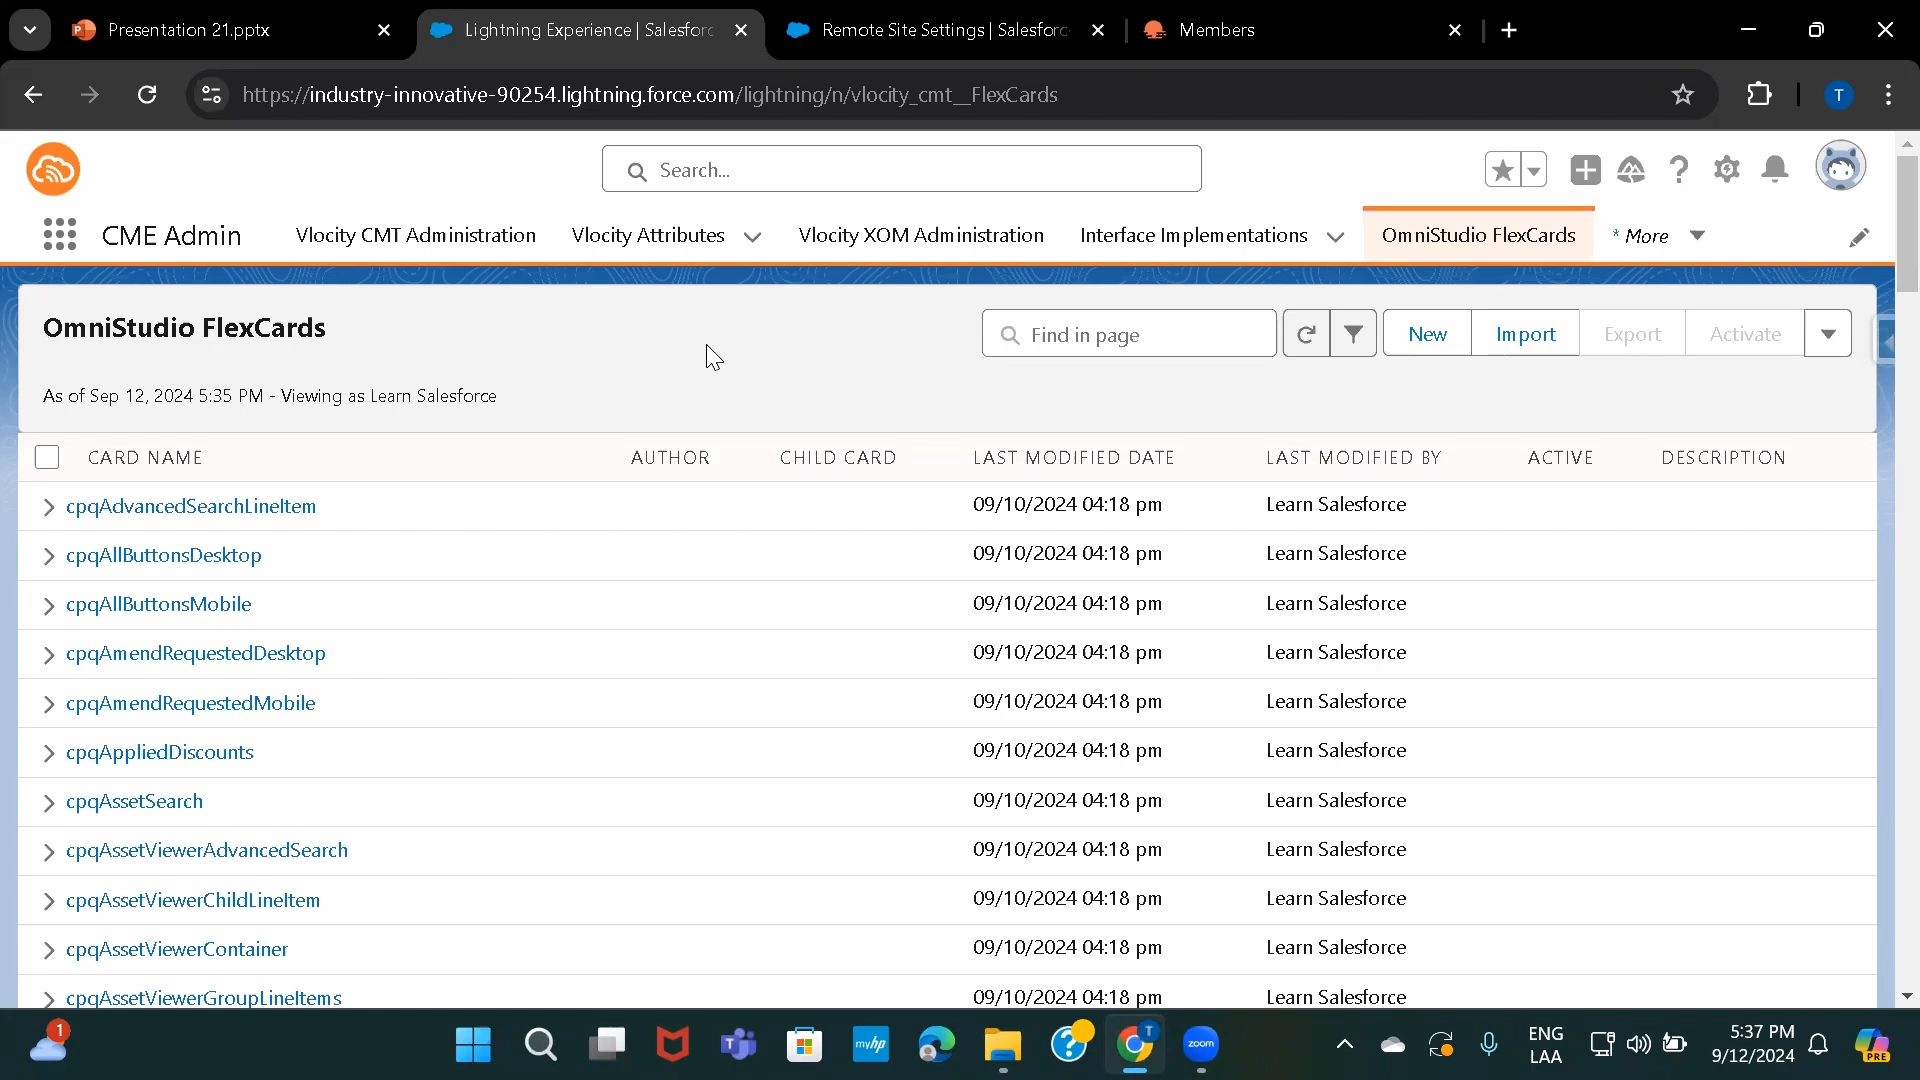 Presentation 21.pptx
Lightning Experience | Salesforc
Remote Site Settings | Salesforc
Members
https://industry-innovative-90254.lightning.force.com/lightning/n/vlocity_cmt__FlexCards
T
Search...
CME Admin
Vlocity CMT Administration
Vlocity Attributes
Vlocity XOM Administration
Interface Implementations
OmniStudio FlexCards
* More
OmniStudio FlexCards
Find in page
New
Import
Export
Activate
As of Sep 12, 2024 5:35 PM - Viewing as Learn Salesforce
CARD NAME AUTHOR CHILD CARD LAST MODIFIED DATE LAST MODIFIED BY ACTIVE DESCRIPTION
cpqAdvancedSearchLineItem 09/10/2024 04:18 pm Learn Salesforce
cpqAllButtonsDesktop 09/10/2024 04:18 pm Learn Salesforce
cpqAllButtonsMobile 09/10/2024 04:18 pm Learn Salesforce
cpqAmendRequestedDesktop 09/10/2024 04:18 pm Learn Salesforce
cpqAmendRequestedMobile 09/10/2024 04:18 pm Learn Salesforce
cpqAppliedDiscounts 09/10/2024 04:18 pm Learn Salesforce
cpqAssetSearch 09/10/2024 04:18 pm Learn Salesforce
cpqAssetViewerAdvancedSearch 09/10/2024 04:18 pm Learn Salesforce
cpqAssetViewerChildLineItem 09/10/2024 04:18 pm Learn Salesforce
cpqAssetViewerContainer 09/10/2024 04:18 pm Learn Salesforce
cpqAssetViewerGroupLineItems 09/10/2024 04:18 pm Learn Salesforce
1
myhp
T
zoom
ENG
LAA
5:37 PM
9/12/2024
PRE